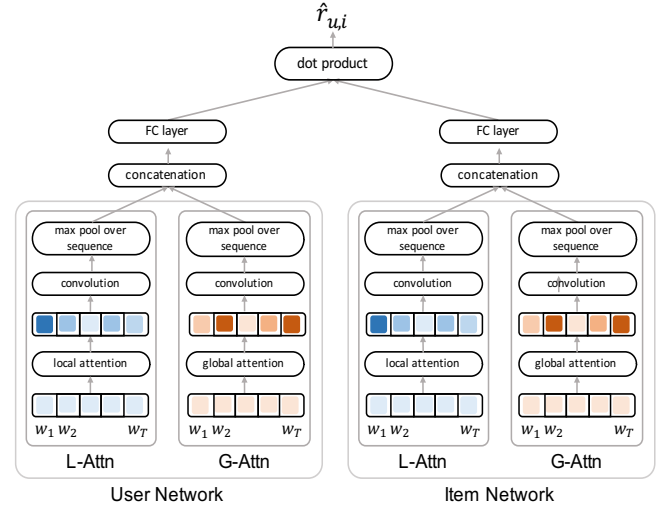 r̂u,i
dot product
FC layer FC layer
concatenation concatenation
max pool over sequence max pool over sequence max pool over sequence max pool over sequence
convolution convolution convolution convolution
local attention global attention local attention global attention
w1 w2 wT w1 w2 wT w1 w2 wT w1 w2 wT
L-Attn G-Attn L-Attn G-Attn
User Network Item Network